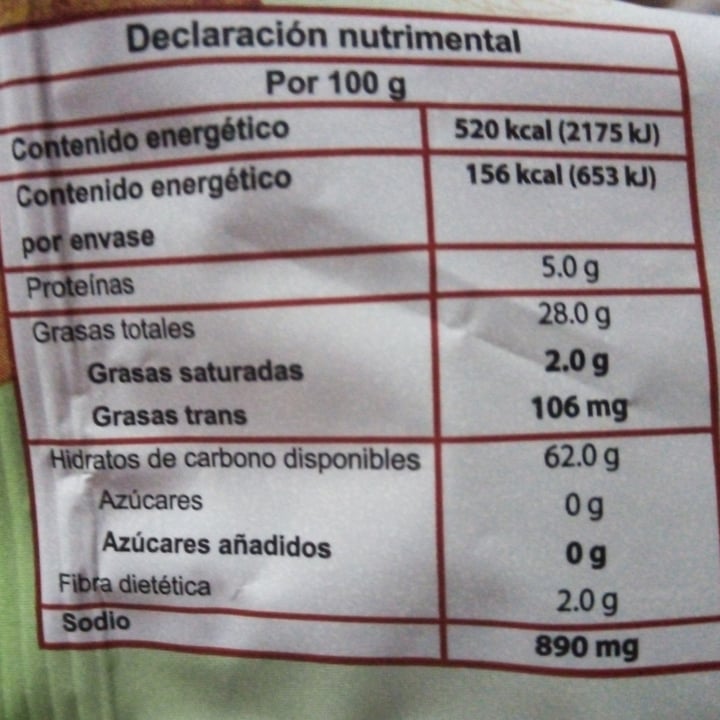 Declaración nutrimental
Por 100 g
Contenido energético 520 kcal (2175 kJ)
Contenido energético 156 kcal (653 kJ)
por envase
Proteínas 5.0 g
Grasas totales 28.0 g
Grasas saturadas 2.0 g
Grasas trans 106 mg
Hidratos de carbono disponibles 62.0 g
Azúcares 0 g
Azúcares añadidos 0 g
Fibra dietética 2.0 g
Sodio 890 mg